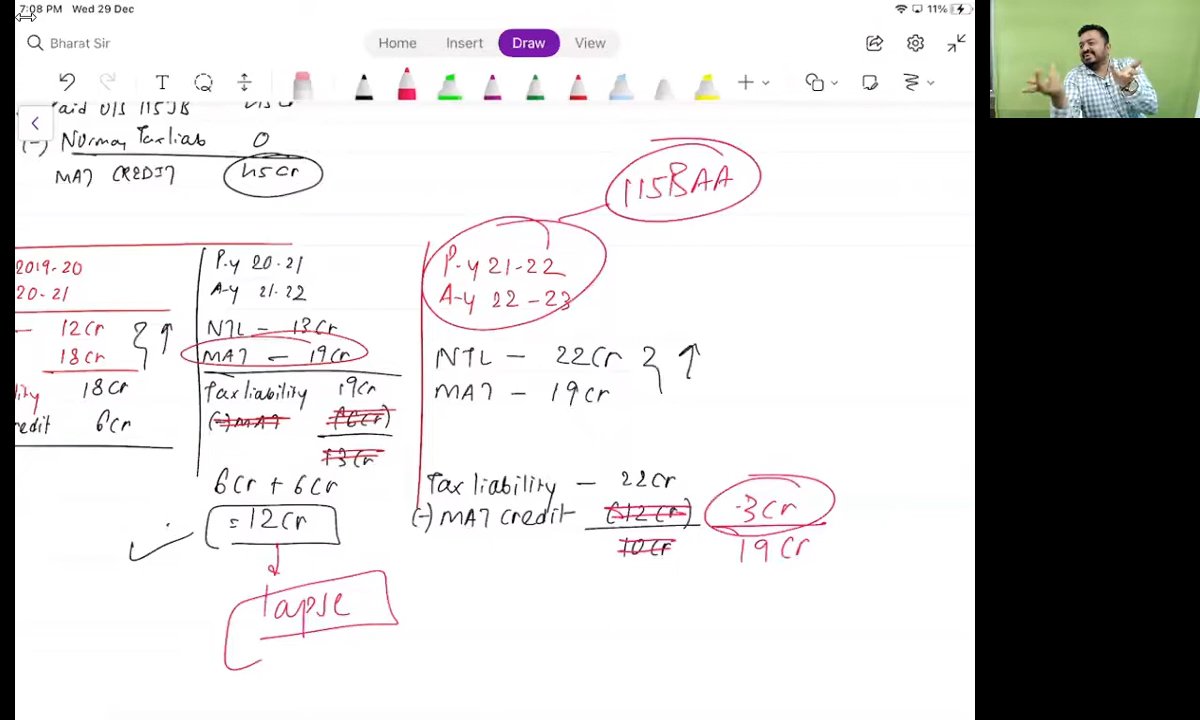 7:08 PM Wed 29 Dec
11%
Bharat Sir
Home Insert Draw View
Paid U/S 115JB
(-) Normal Tax liab 0
MAT CREDIT 45Cr
115BAA
2019-20
20-21
12Cr
18Cr
18Cr
redit 6Cr
P.y 20-21
A-y 21-22
NTL - 13Cr
MAT - 19Cr
Tax liability 19Cr
(-) MAT (6Cr)
13Cr
6Cr + 6Cr
= 12Cr
lapse
P-y 21-22
A-y 22-23
NTL - 22Cr
MAT - 19Cr
Tax liability - 22Cr
(-) MAT credit (12Cr) -3Cr
10Cr 19Cr